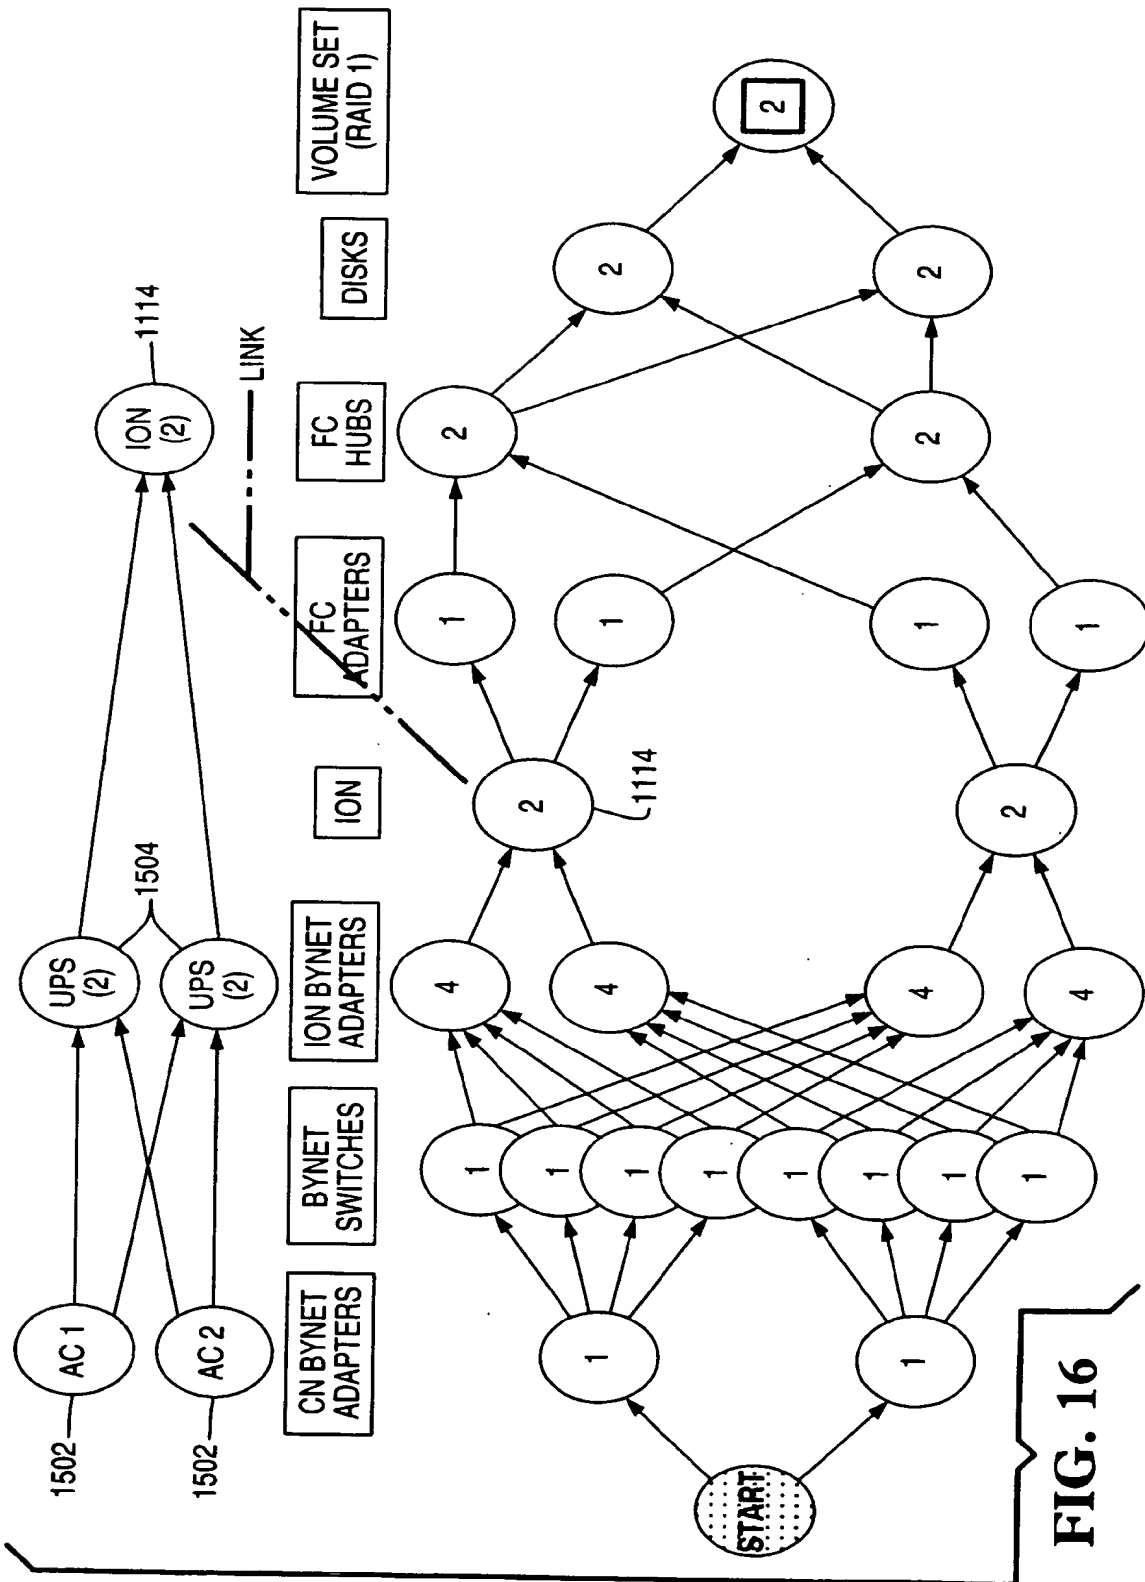 1502
AC 1
UPS
(2)
1504
ION
(2)
1114
1502
AC 2
UPS
(2)
LINK
CN BYNET
ADAPTERS
BYNET
SWITCHES
ION BYNET
ADAPTERS
ION
FC
ADAPTERS
FC
HUBS
DISKS
VOLUME SET
(RAID 1)
START
1
1
1
1
1
1
1
1
1
1
4
4
4
4
2
1114
2
1
1
1
1
2
2
2
2
2
FIG. 16